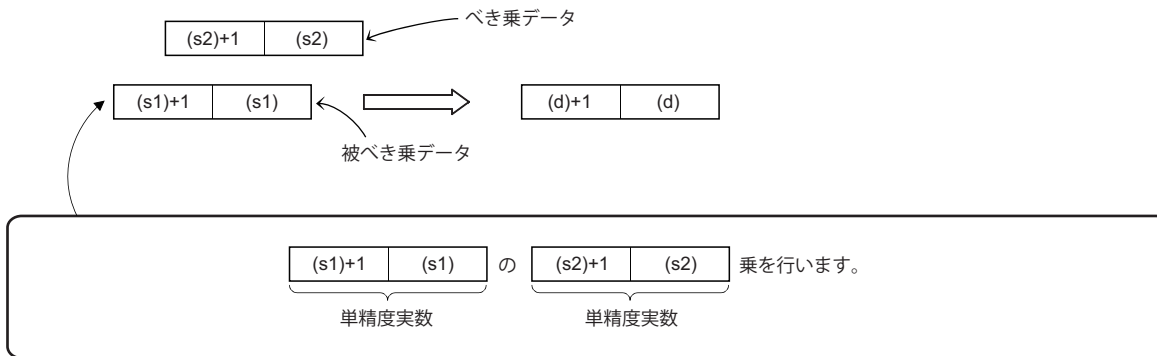 べき乗データ
(s2)+1 (s2)
(s1)+1 (s1) (d)+1 (d)
被べき乗データ
(s1)+1 (s1) の (s2)+1 (s2) 乗を行います。
単精度実数 単精度実数